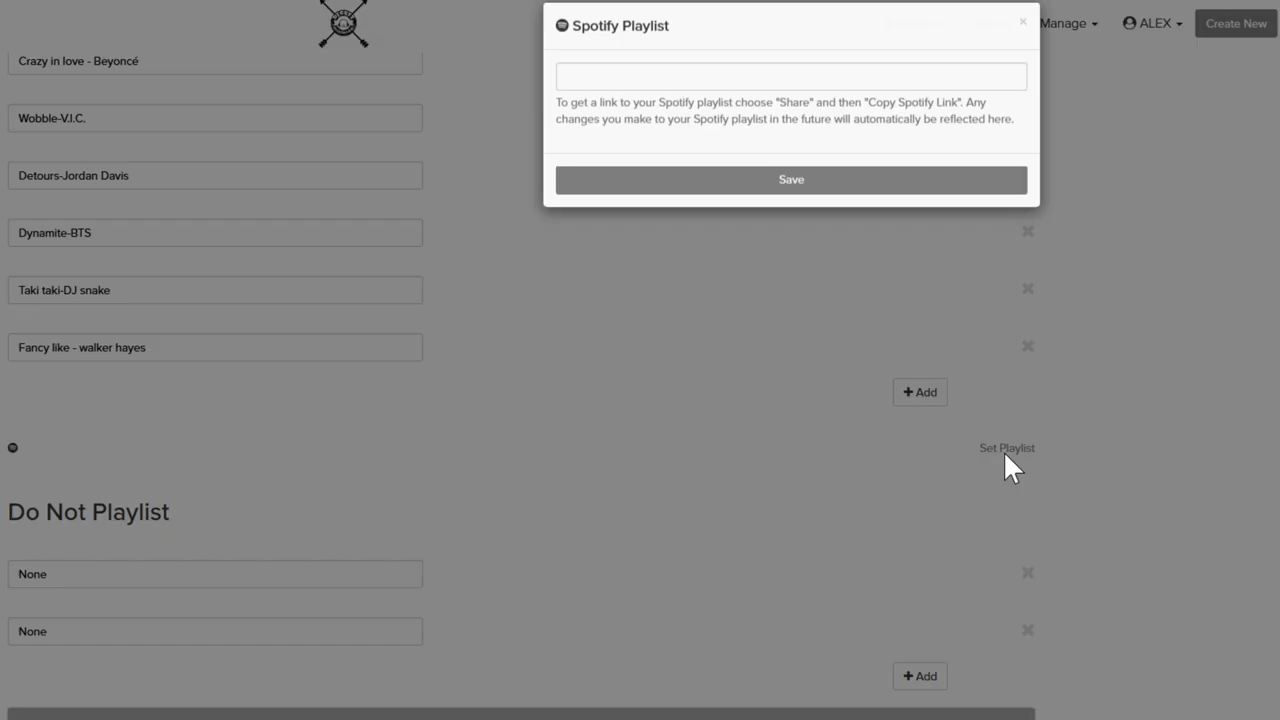 Spotify Playlist
×
Manage
ALEX
Create New
Crazy in love - Beyoncé
To get a link to your Spotify playlist choose "Share" and then "Copy Spotify Link". Any
changes you make to your Spotify playlist in the future will automatically be reflected here.
Wobble-V.I.C.
Detours-Jordan Davis
Save
Dynamite-BTS
Taki taki-DJ snake
Fancy like - walker hayes
+ Add
Set Playlist
Do Not Playlist
None
None
+ Add